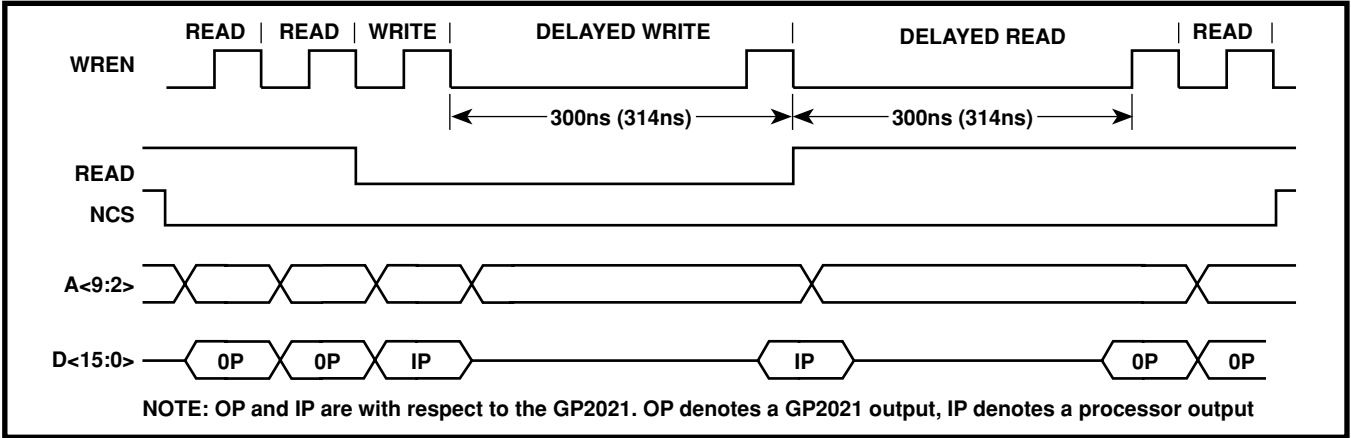 READ | READ | WRITE | DELAYED WRITE | DELAYED READ | READ |
WREN
300ns (314ns) 300ns (314ns)
READ
NCS
A<9:2>
D<15:0> 0P 0P IP IP 0P 0P
NOTE: OP and IP are with respect to the GP2021. OP denotes a GP2021 output, IP denotes a processor output